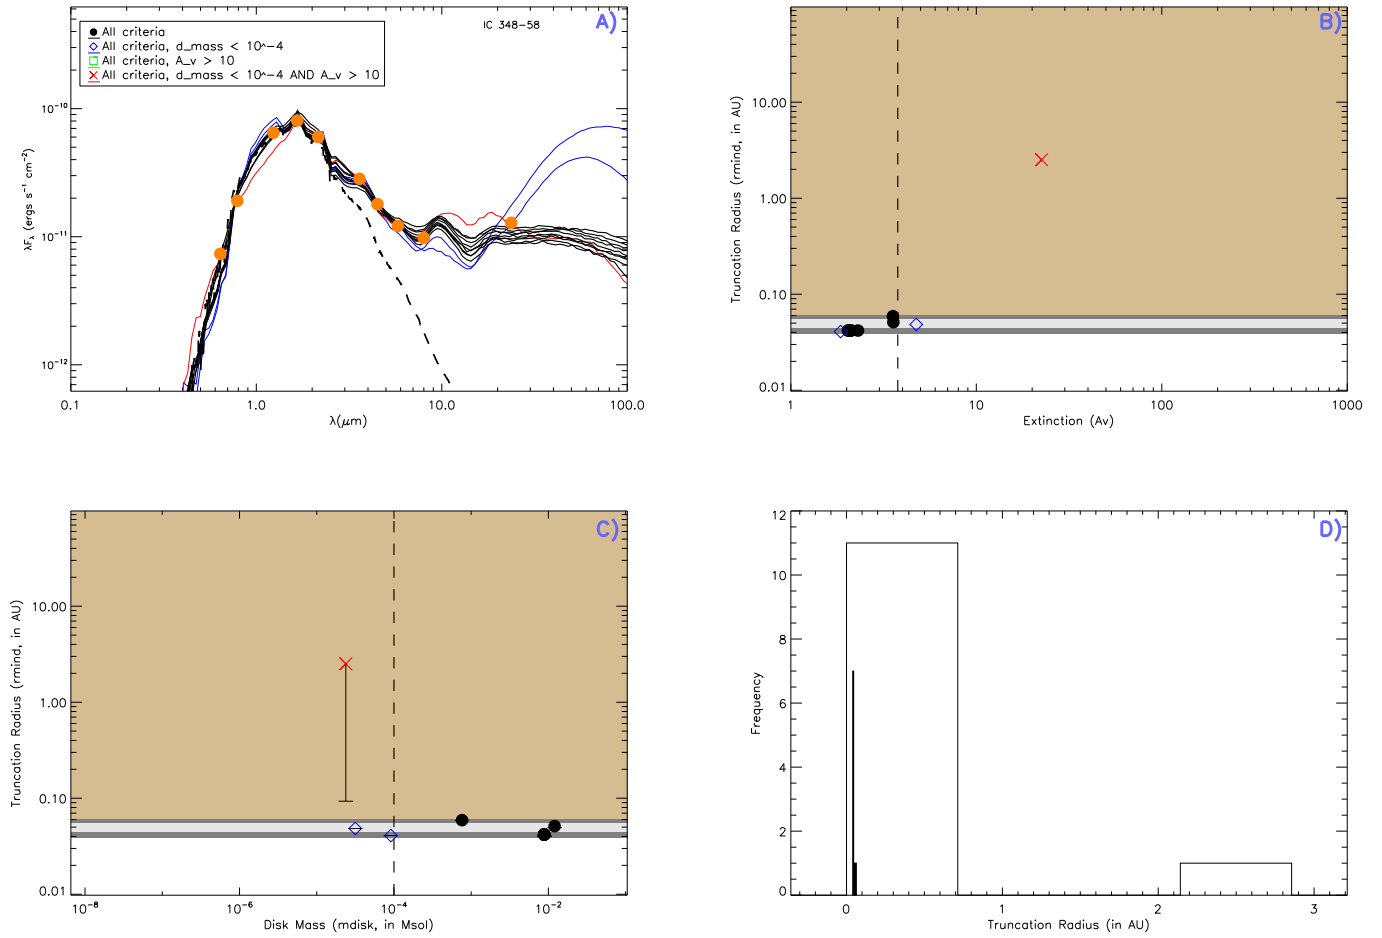 A)
IC 348-58
All criteria
All criteria, d_mass < 10^-4
All criteria, A_v > 10
All criteria, d_mass < 10^-4 AND A_v > 10
10⁻¹⁰
10⁻¹¹
10⁻¹²
λF_λ (ergs s⁻¹ cm⁻²)
0.1 1.0 10.0 100.0
λ(μm)
B)
10.00
1.00
0.10
0.01
Truncation Radius (rmind, in AU)
1 10 100 1000
Extinction (Av)
C)
10.00
1.00
0.10
0.01
Truncation Radius (rmind, in AU)
10⁻⁸ 10⁻⁶ 10⁻⁴ 10⁻²
Disk Mass (mdisk, in Msol)
D)
12
10
8
6
4
2
0
Frequency
0 1 2 3
Truncation Radius (in AU)